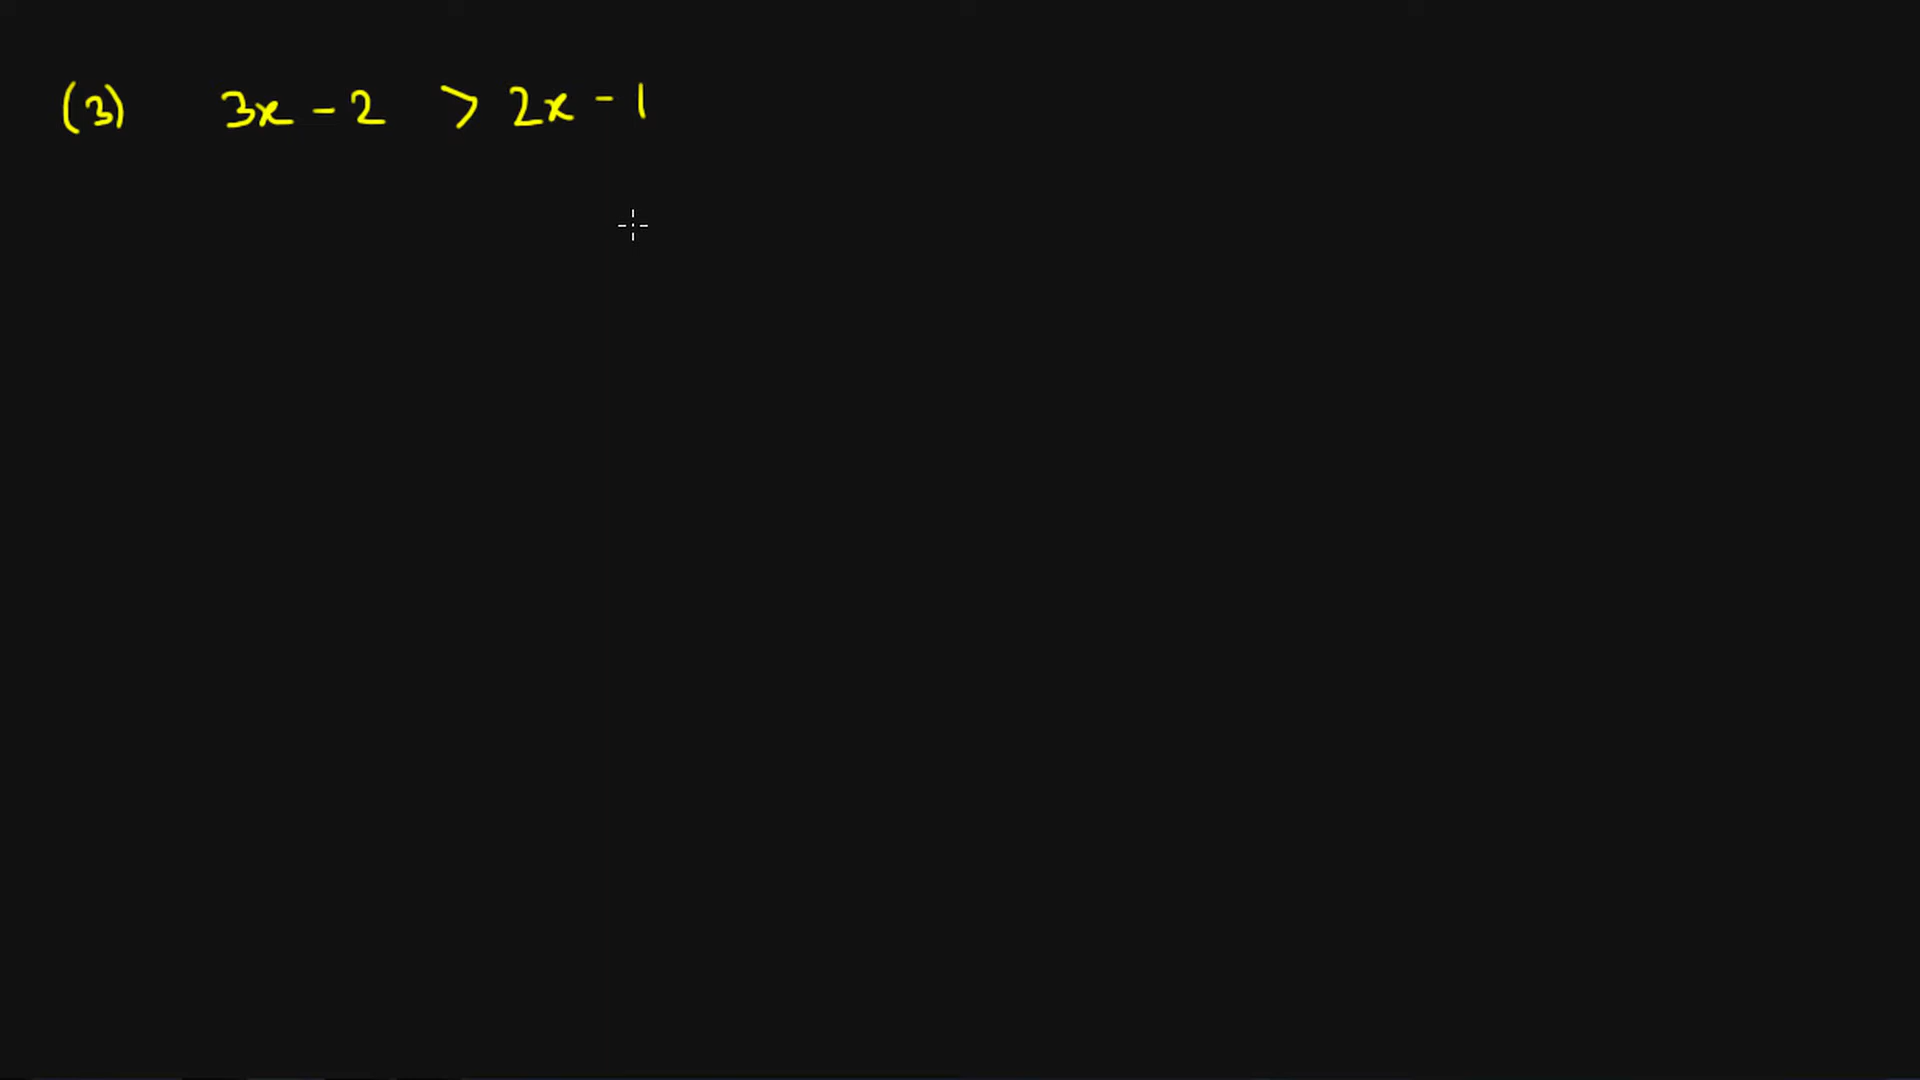 (3) 3x - 2 > 2x - 1